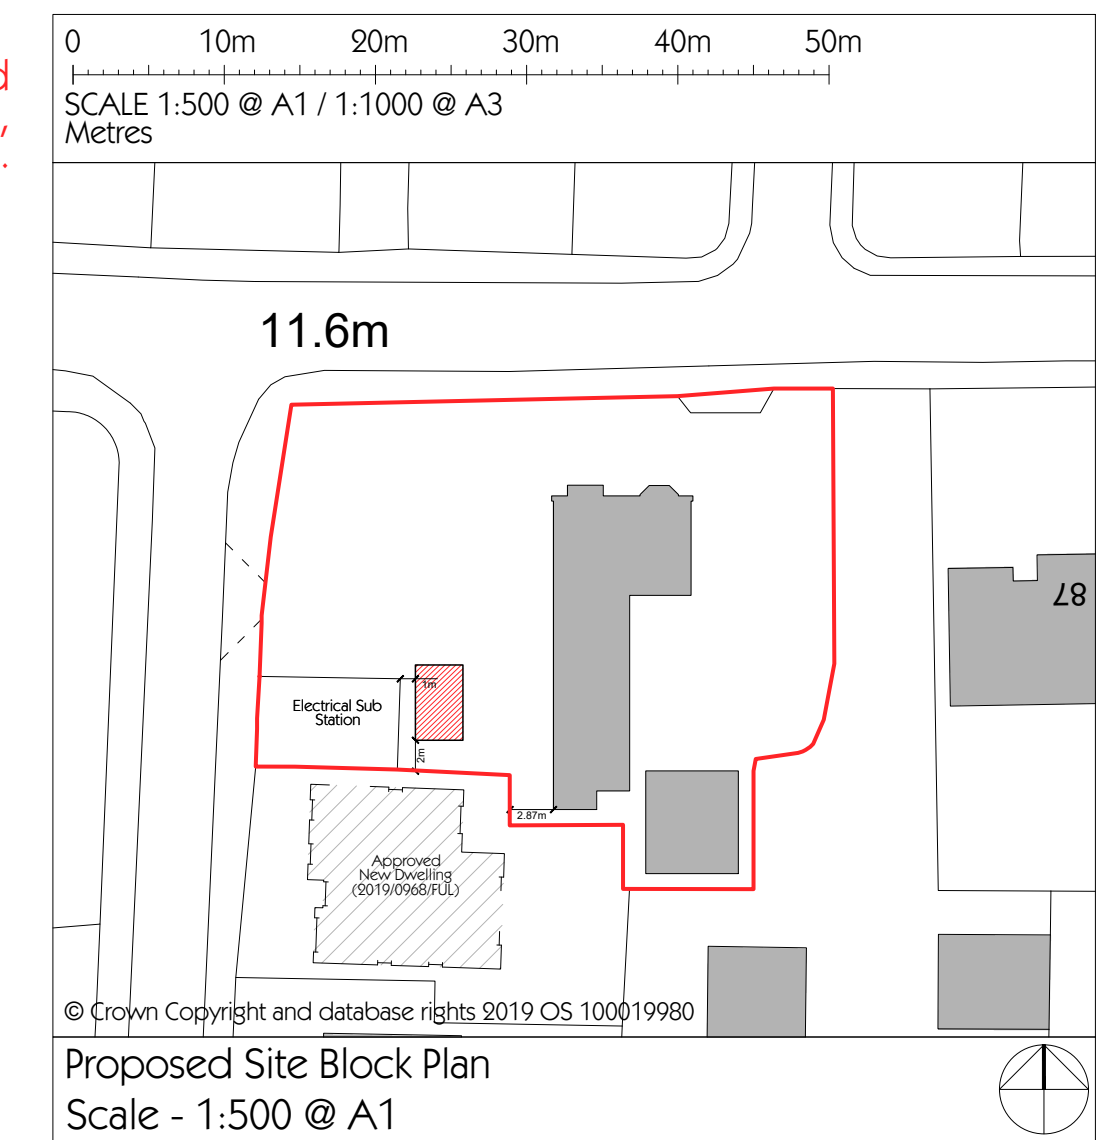 0 10m 20m 30m 40m 50m
SCALE 1:500 @ A1 / 1:1000 @ A3
Metres
11.6m
87
1m
Electrical Sub
Station
2m
2.87m
Approved
New Dwelling
(2019/0968/FUL)
© Crown Copyright and database rights 2019 OS 100019980
Proposed Site Block Plan
Scale - 1:500 @ A1